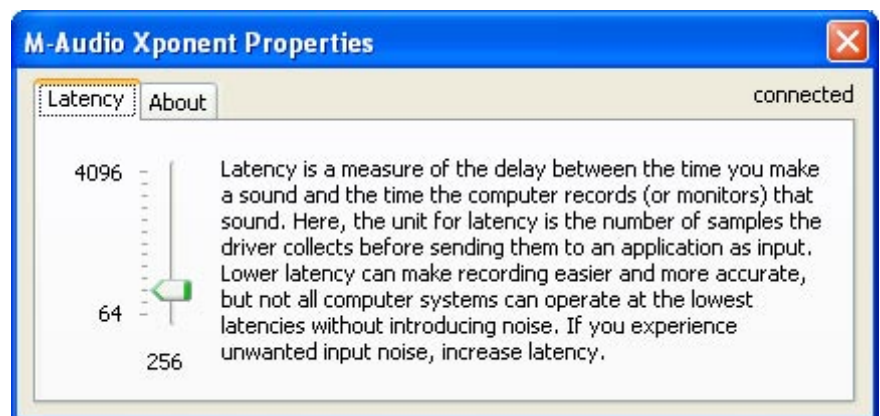 M-Audio Xponent Properties
Latency About connected
4096
64
256
Latency is a measure of the delay between the time you make
a sound and the time the computer records (or monitors) that
sound. Here, the unit for latency is the number of samples the
driver collects before sending them to an application as input.
Lower latency can make recording easier and more accurate,
but not all computer systems can operate at the lowest
latencies without introducing noise. If you experience
unwanted input noise, increase latency.